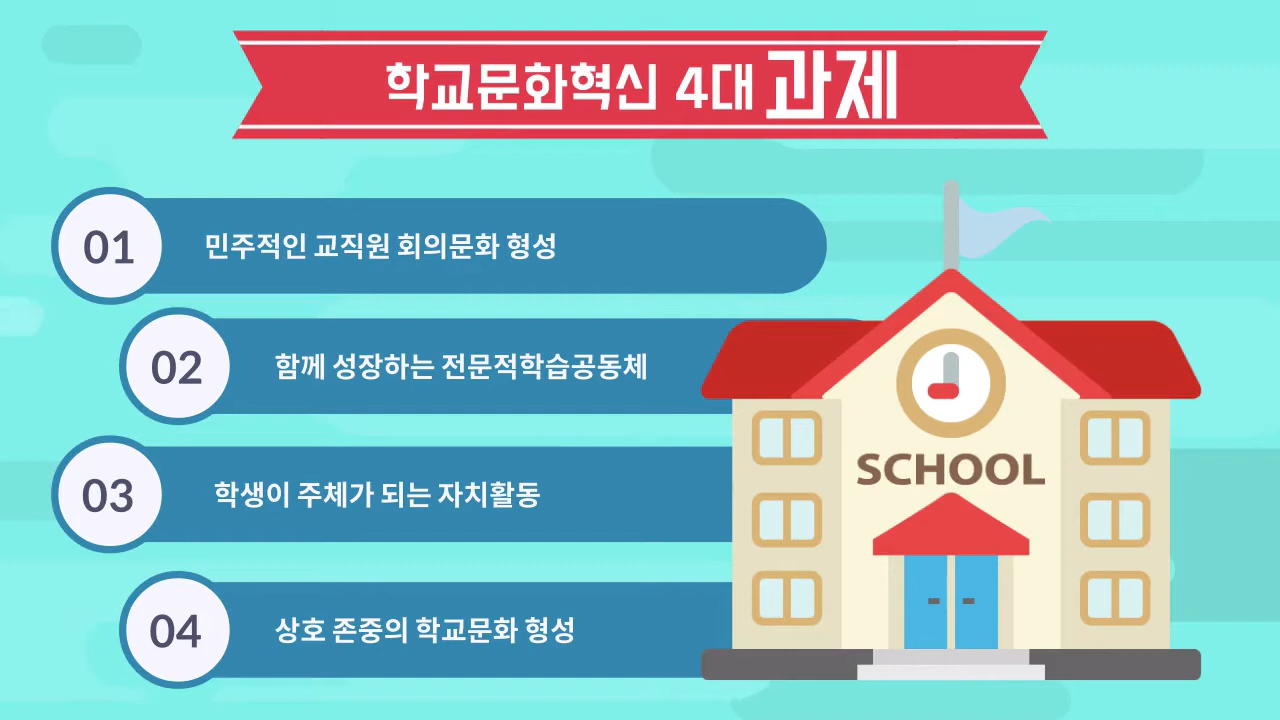 학교문화혁신 4대 과제
01 민주적인 교직원 회의문화 형성
02 함께 성장하는 전문적학습공동체
03 학생이 주체가 되는 자치활동
04 상호 존중의 학교문화 형성
SCHOOL